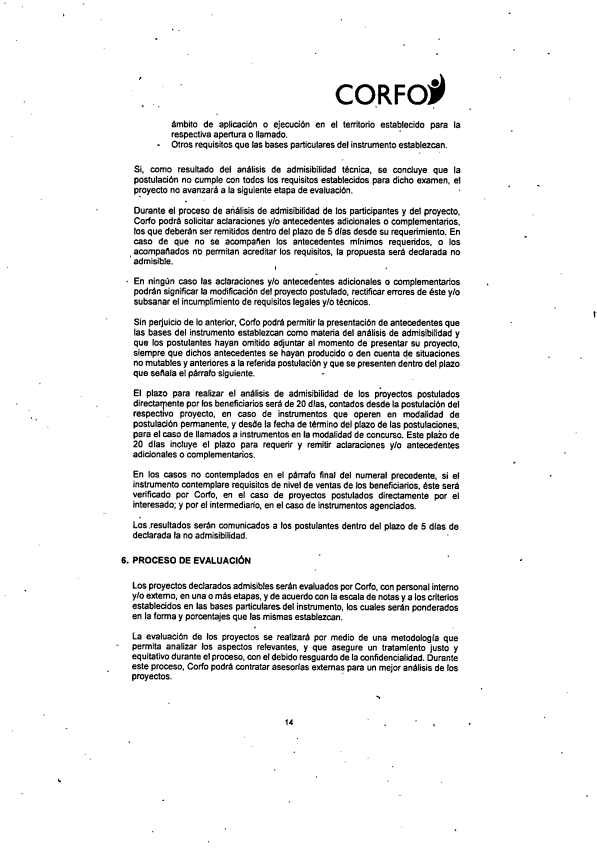 CORFO
ámbito de aplicación o ejecución en el territorio establecido para la
respectiva apertura o llamado.
- Otros requisitos que las bases particulares del instrumento establezcan.
Si, como resultado del análisis de admisibilidad técnica, se concluye que la
postulación no cumple con todos los requisitos establecidos para dicho examen, el
proyecto no avanzará a la siguiente etapa de evaluación.
Durante el proceso de análisis de admisibilidad de los participantes y del proyecto,
Corfo podrá solicitar aclaraciones y/o antecedentes adicionales o complementarios,
los que deberán ser remitidos dentro del plazo de 5 días desde su requerimiento. En
caso de que no se acompañen los antecedentes mínimos requeridos, o los
acompañados no permitan acreditar los requisitos, la propuesta será declarada no
admisible.
En ningún caso las aclaraciones y/o antecedentes adicionales o complementarios
podrán significar la modificación del proyecto postulado, rectificar errores de éste y/o
subsanar el incumplimiento de requisitos legales y/o técnicos.
Sin perjuicio de lo anterior, Corfo podrá permitir la presentación de antecedentes que
las bases del instrumento establezcan como materia del análisis de admisibilidad y
que los postulantes hayan omitido adjuntar al momento de presentar su proyecto,
siempre que dichos antecedentes se hayan producido o den cuenta de situaciones
no mutables y anteriores a la referida postulación y que se presenten dentro del plazo
que señala el párrafo siguiente.
El plazo para realizar el análisis de admisibilidad de los proyectos postulados
directamente por los beneficiarios será de 20 días, contados desde la postulación del
respectivo proyecto, en caso de instrumentos que operen en modalidad de
postulación permanente, y desde la fecha de término del plazo de las postulaciones,
para el caso de llamados a instrumentos en la modalidad de concurso. Este plazo de
20 días incluye el plazo para requerir y remitir aclaraciones y/o antecedentes
adicionales o complementarios.
En los casos no contemplados en el párrafo final del numeral precedente, si el
instrumento contemplare requisitos de nivel de ventas de los beneficiarios, éste será
verificado por Corfo, en el caso de proyectos postulados directamente por el
interesado; y por el intermediario, en el caso de instrumentos agenciados.
Los resultados serán comunicados a los postulantes dentro del plazo de 5 días de
declarada la no admisibilidad.
6. PROCESO DE EVALUACIÓN
Los proyectos declarados admisibles serán evaluados por Corfo, con personal interno
y/o externo, en una o más etapas, y de acuerdo con la escala de notas y a los criterios
establecidos en las bases particulares del instrumento, los cuales serán ponderados
en la forma y porcentajes que las mismas establezcan.
La evaluación de los proyectos se realizará por medio de una metodología que
permita analizar los aspectos relevantes, y que asegure un tratamiento justo y
equitativo durante el proceso, con el debido resguardo de la confidencialidad. Durante
este proceso, Corfo podrá contratar asesorías externas para un mejor análisis de los
proyectos.
14